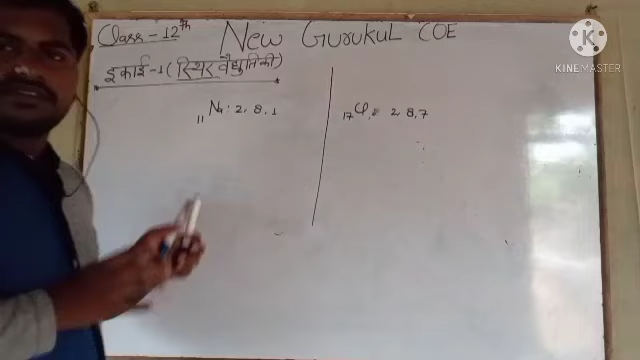 Class - 12th New GURUKUL COE
इकाई-1 (स्थिर वैद्युतिकी)
11Na: 2, 8, 1
17Cl: 2, 8, 7
KINEMASTER